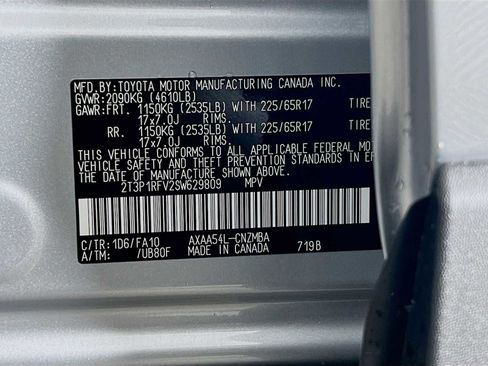 MFD.BY:TOYOTA MOTOR MANUFACTURING CANADA INC.
GVWR:2090KG (4610LB)
GAWR:FRT. 1150KG (2535LB) WITH 225/65R17 TIRE
17x7.0J RIMS.
RR. 1150KG (2535LB) WITH 225/65R17 TIRE
17x7.0J RIMS.
THIS VEHICLE CONFORMS TO ALL APPLICABLE FEDERAL MOT
VEHICLE SAFETY AND THEFT PREVENTION STANDARDS IN EF
THE DATE OF MANUFACTURE SHOWN ABOVE.
2T3P1RFV2SW629809 MPV
C/TR:1D6/FA10 AXAA54L-CNZMBA
A/TM: /UB80F MADE IN CANADA 719B